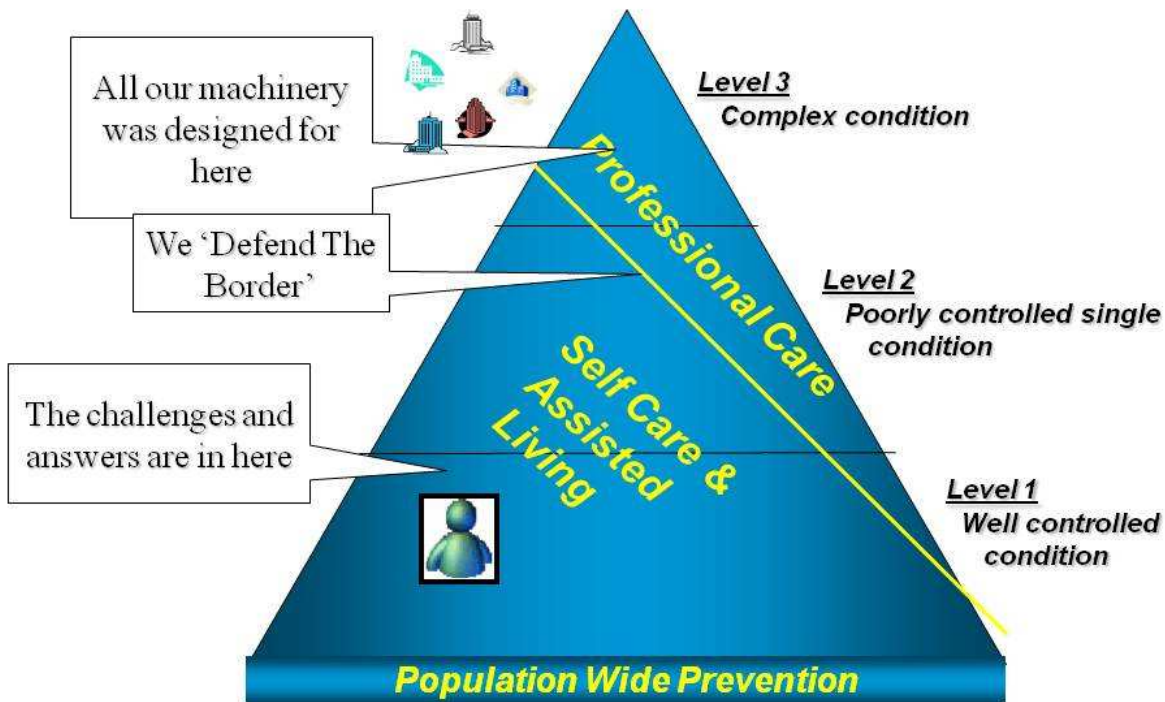 All our machinery
was designed for
here
We ‘Defend The
Border’
The challenges and
answers are in here
Professional Care
Self Care &
Assisted
Living
Level 3
Complex condition
Level 2
Poorly controlled single
condition
Level 1
Well controlled
condition
Population Wide Prevention